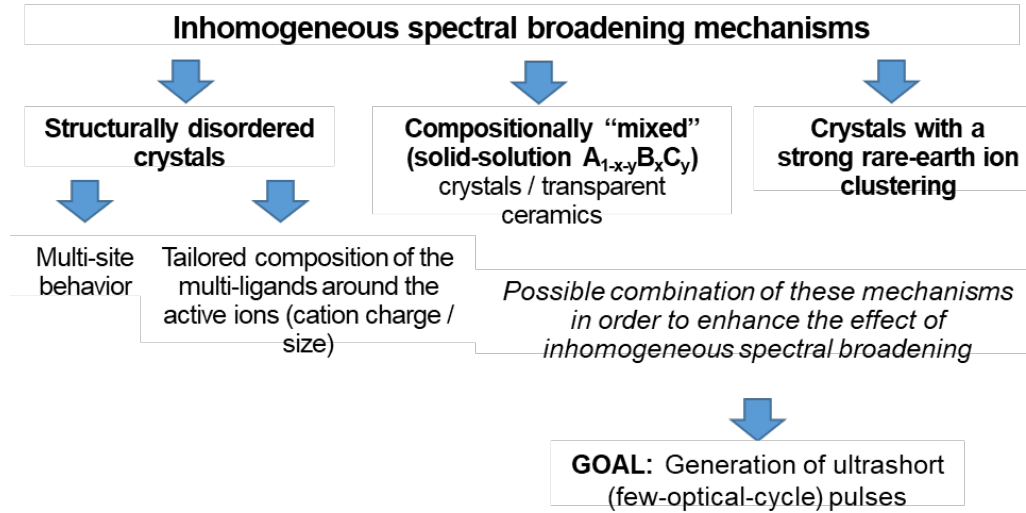 Inhomogeneous spectral broadening mechanisms
Structurally disordered
crystals
Compositionally “mixed”
(solid-solution A₁₋ₓ₋ᵧBₓCᵧ)
crystals / transparent
ceramics
Crystals with a
strong rare-earth ion
clustering
Multi-site
behavior
Tailored composition of the
multi-ligands around the
active ions (cation charge /
size)
Possible combination of these mechanisms
in order to enhance the effect of
inhomogeneous spectral broadening
GOAL: Generation of ultrashort
(few-optical-cycle) pulses